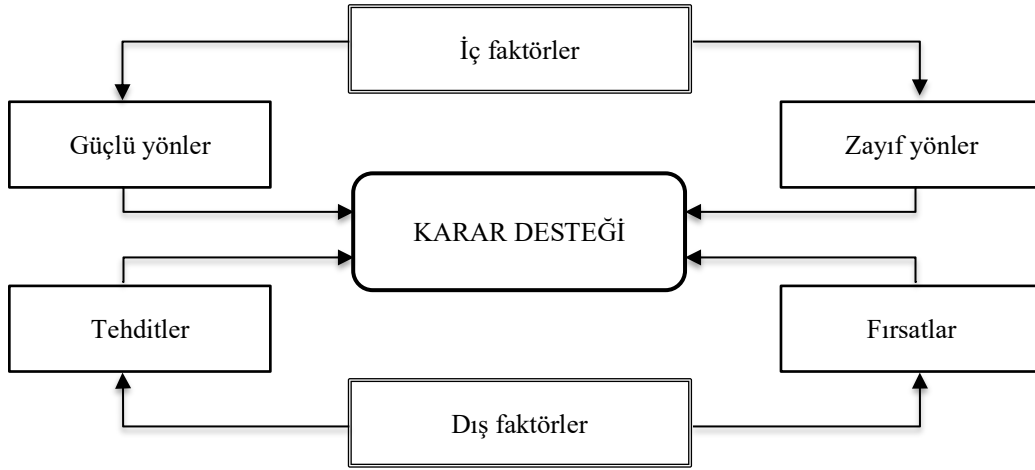 İç faktörler
Güçlü yönler
Zayıf yönler
KARAR DESTEĞİ
Tehditler
Fırsatlar
Dış faktörler